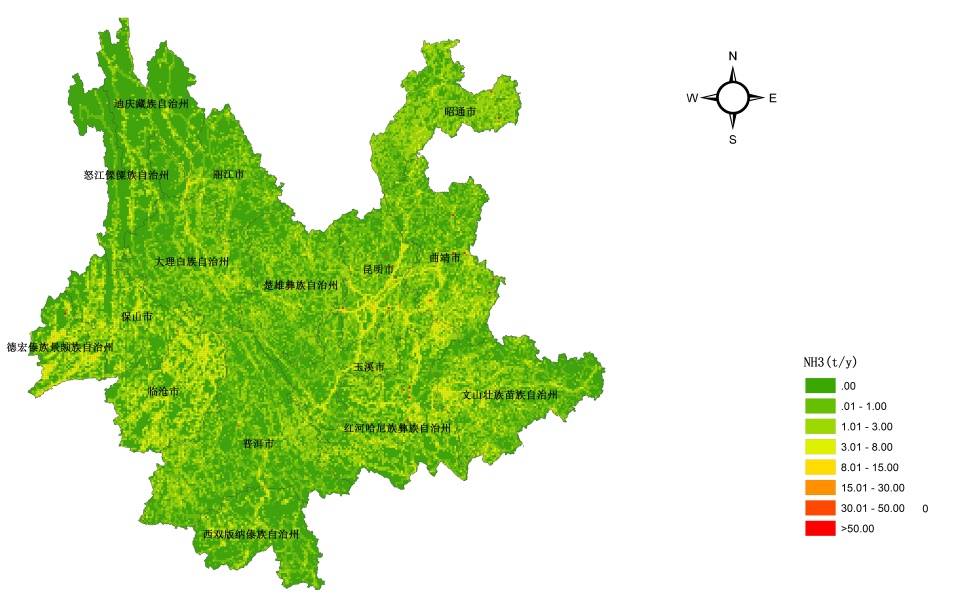 N
W
E
S
迪庆藏族自治州
昭通市
怒江傈僳族自治州
丽江市
大理白族自治州
昆明市
曲靖市
楚雄彝族自治州
保山市
德宏傣族景颇族自治州
玉溪市
临沧市
文山壮族苗族自治州
红河哈尼族彝族自治州
普洱市
西双版纳傣族自治州
NH3(t/y)
.00
.01 - 1.00
1.01 - 3.00
3.01 - 8.00
8.01 - 15.00
15.01 - 30.00
30.01 - 50.00 0
>50.00